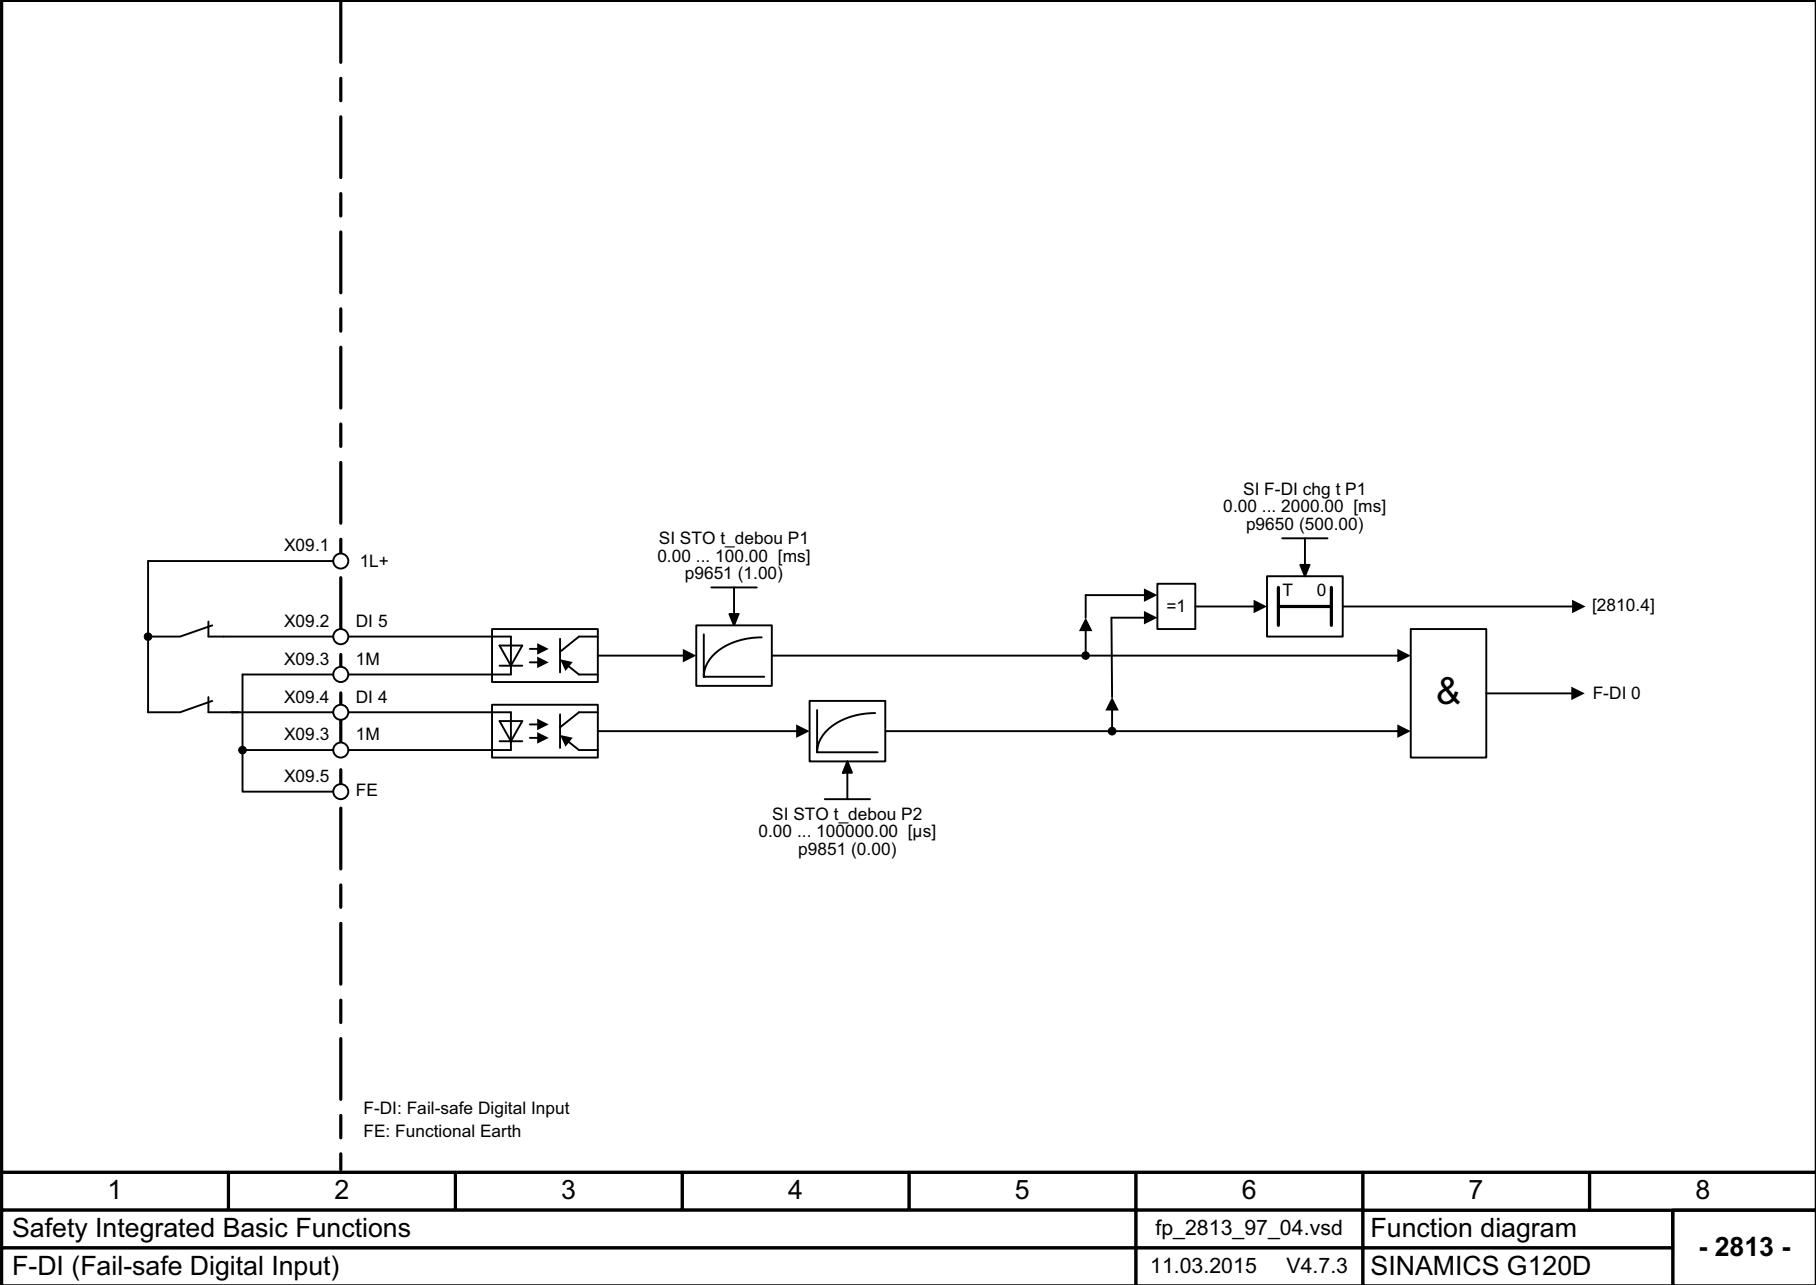 SI F-DI chg t P1
0.00 ... 2000.00 [ms]
p9650 (500.00)
SI STO t_debou P1
0.00 ... 100.00 [ms]
p9651 (1.00)
X09.1
1L+
T 0
=1
[2810.4]
X09.2
DI 5
X09.3
1M
X09.4
DI 4
&
F-DI 0
X09.3
1M
X09.5
FE
SI STO t_debou P2
0.00 ... 100000.00 [µs]
p9851 (0.00)
F-DI: Fail-safe Digital Input
FE: Functional Earth
1 2 3 4 5 6 7 8
Safety Integrated Basic Functions
fp_2813_97_04.vsd
Function diagram
- 2813 -
F-DI (Fail-safe Digital Input)
11.03.2015 V4.7.3
SINAMICS G120D